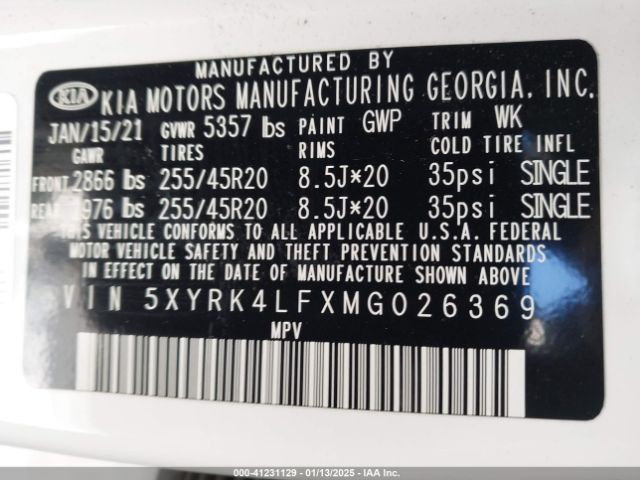 MANUFACTURED BY
KIA KIA MOTORS MANUFACTURING GEORGIA, INC.
JAN/15/21 GVWR 5357 lbs PAINT GWP TRIM WK
GAWR TIRES RIMS COLD TIRE INFL
FRONT 2866 lbs 255/45R20 8.5J*20 35psi SINGLE
REAR 2976 lbs 255/45R20 8.5J*20 35psi SINGLE
THIS VEHICLE CONFORMS TO ALL APPLICABLE U.S.A. FEDERAL
MOTOR VEHICLE SAFETY AND THEFT PREVENTION STANDARDS
IN EFFECT ON THE DATE OF MANUFACTURE SHOWN ABOVE
VIN 5XYRK4LFXMG026369
MPV
000-41231129 — 01/13/2025 — IAA Holdings, LLC.